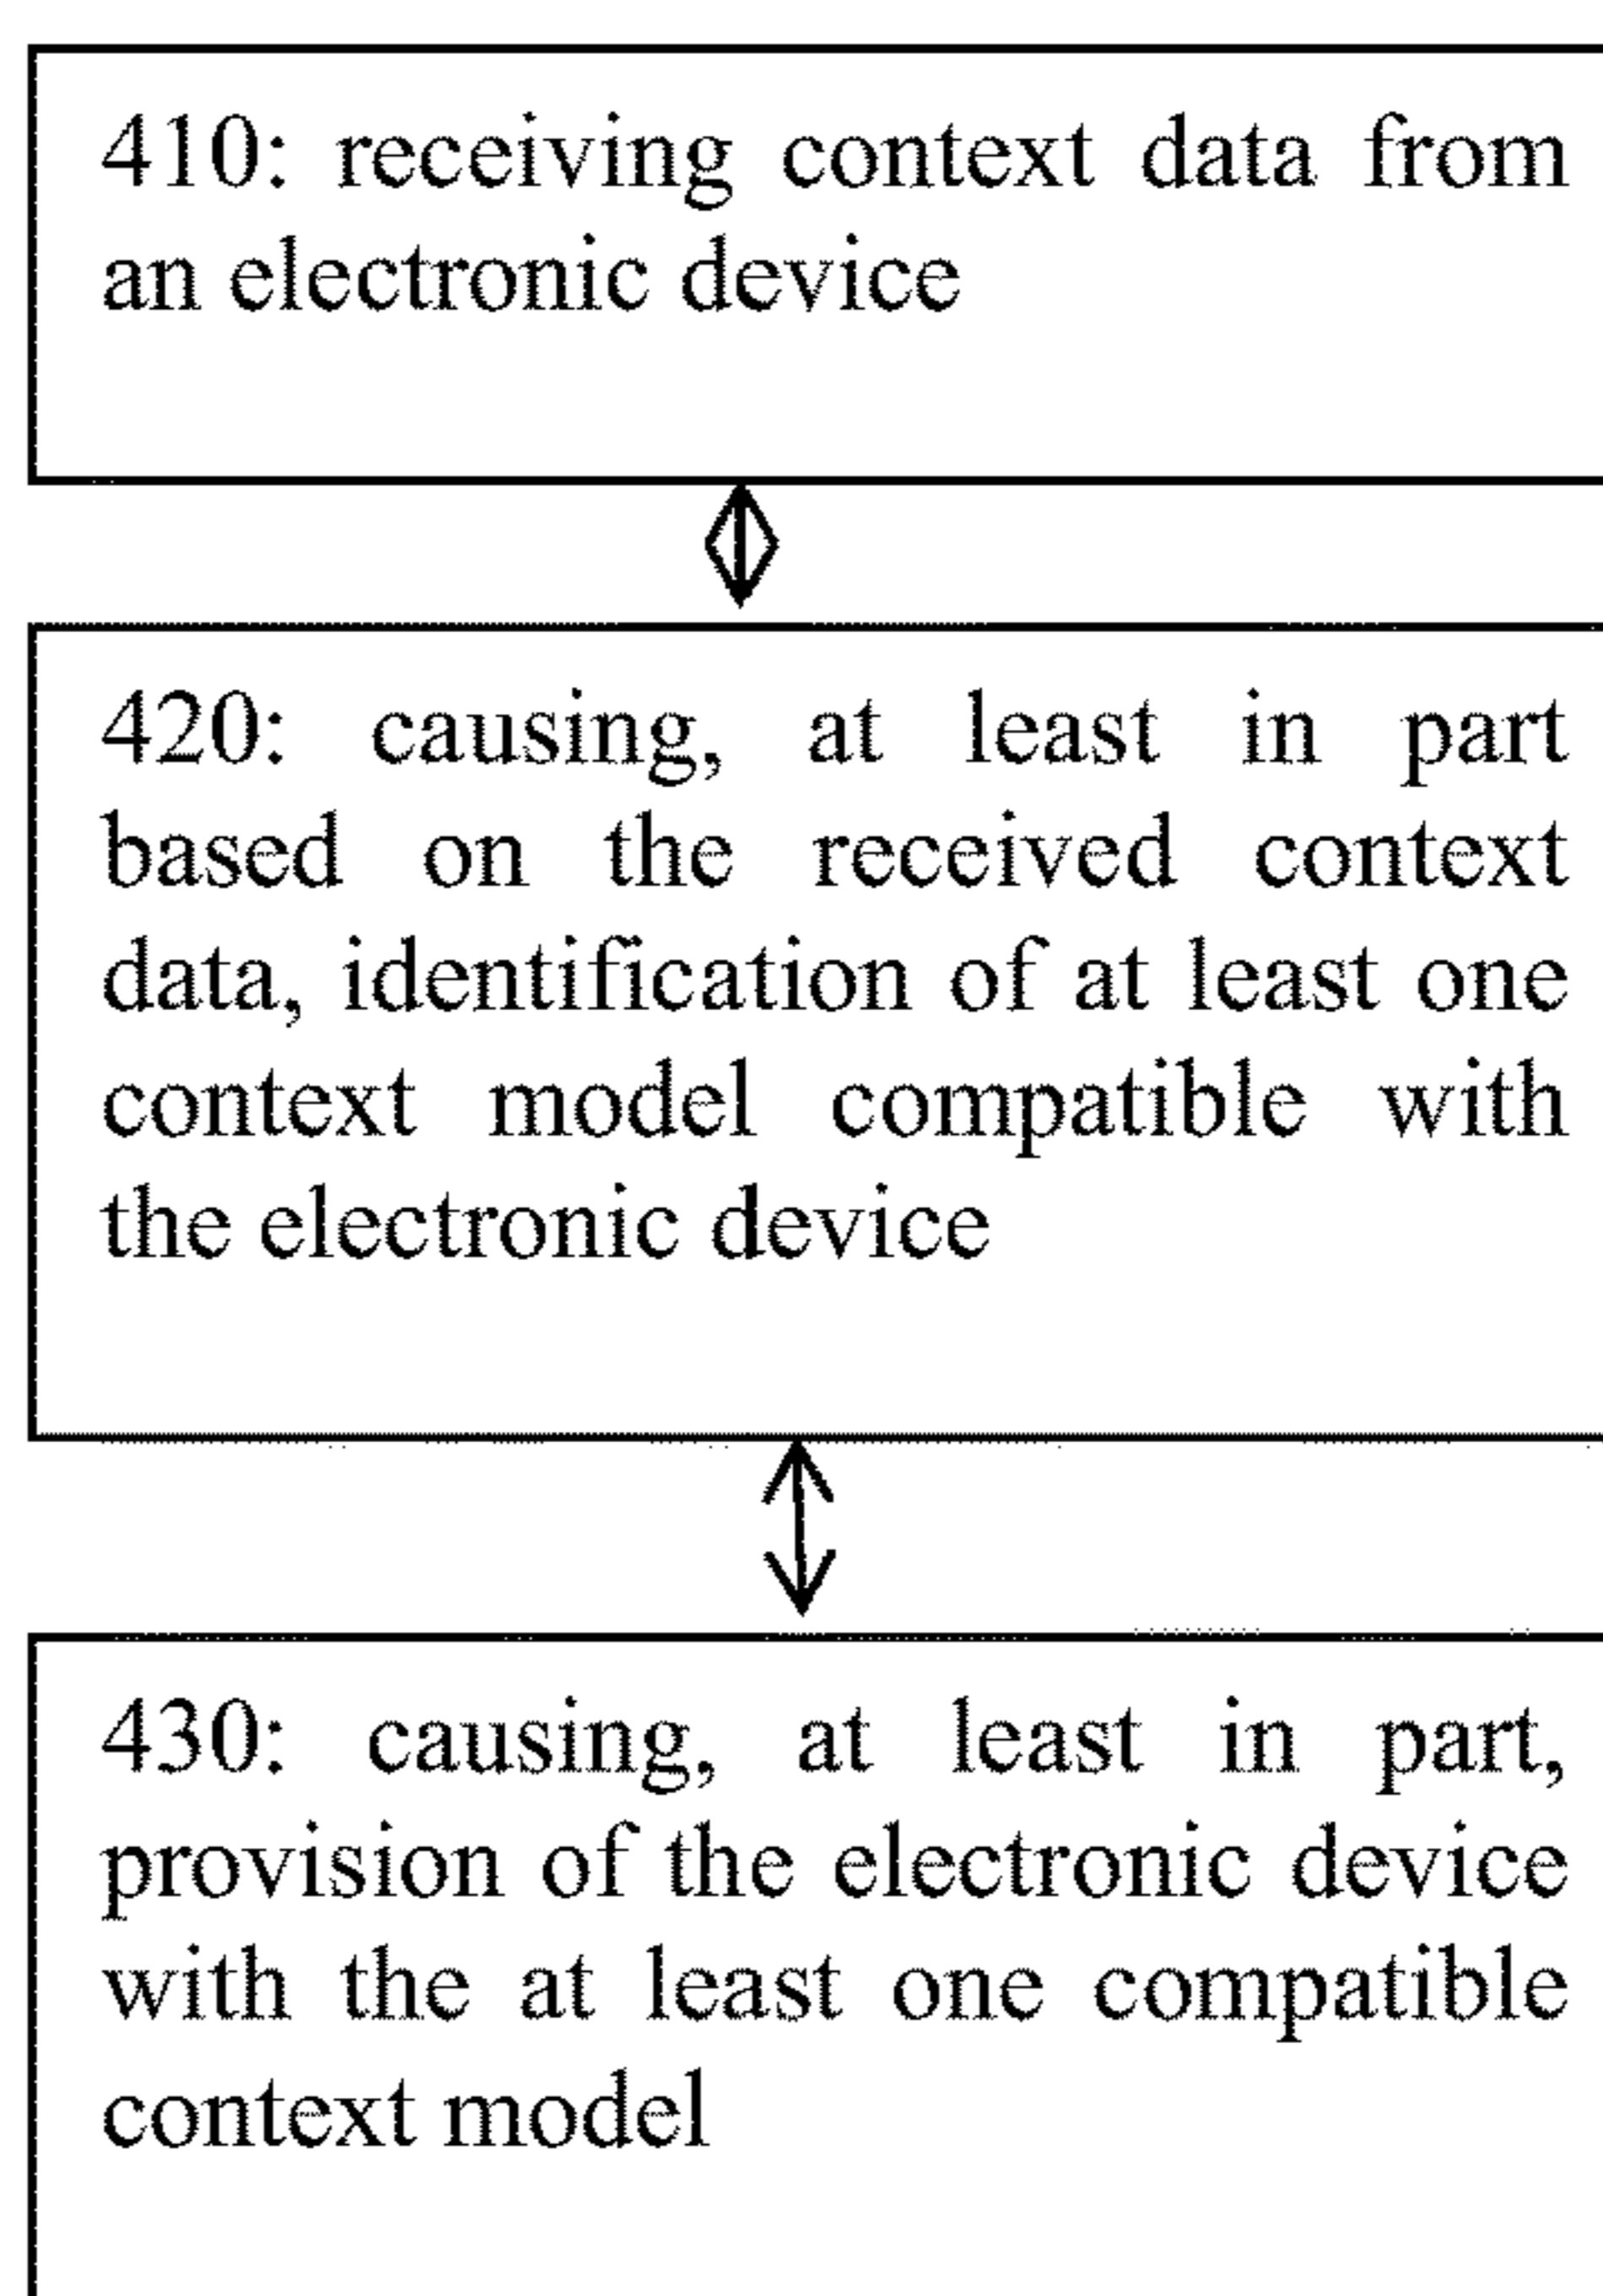 410: receiving context data from
an electronic device
420: causing, at least in part
based on the received context
data, identification of at least one
context model compatible with
the electronic device
430: causing, at least in part,
provision of the electronic device
with the at least one compatible
context model